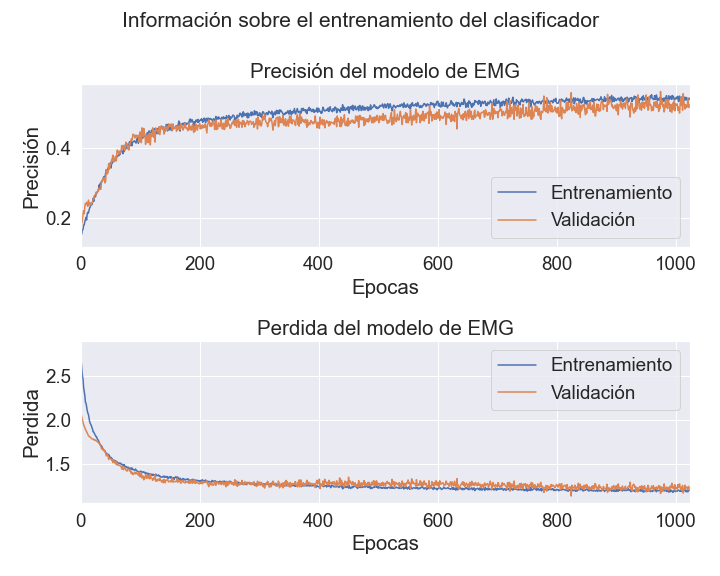 Información sobre el entrenamiento del clasificador
Precisión del modelo de EMG
Precisión
0.4
0.2
Entrenamiento
Validación
0 200 400 600 800 1000
Epocas
Perdida del modelo de EMG
Perdida
2.5
2.0
1.5
Entrenamiento
Validación
0 200 400 600 800 1000
Epocas